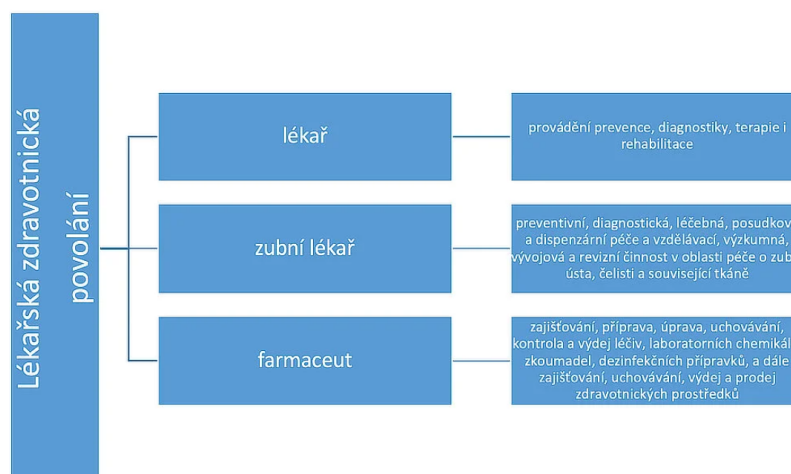 Lékařská zdravotnická
povolání
lékař
provádění prevence, diagnostiky, terapie i
rehabilitace
zubní lékař
preventivní, diagnostická, léčebná, posudkov
a dispenzární péče a vzdělávací, výzkumná,
vývojová a revizní činnost v oblasti péče o zub
ústa, čelisti a související tkáně
farmaceut
zajišťování, příprava, úprava, uchovávání,
kontrola a výdej léčiv, laboratorních chemikál
zkoumadel, dezinfekčních přípravků, a dále
zajišťování, uchovávání, výdej a prodej
zdravotnických prostředků